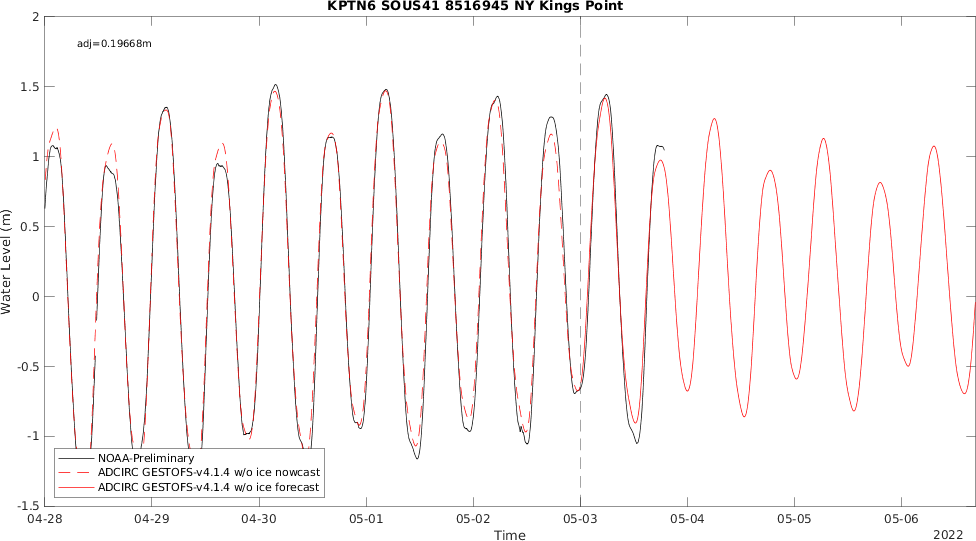 KPTN6 SOUS41 8516945 NY Kings Point
adj=0.19668m
2
1.5
1
0.5
0
-0.5
-1
-1.5
Water Level (m)
NOAA-Preliminary
ADCIRC GESTOFS-v4.1.4 w/o ice nowcast
ADCIRC GESTOFS-v4.1.4 w/o ice forecast
04-28 04-29 04-30 05-01 05-02 05-03 05-04 05-05 05-06
Time
2022